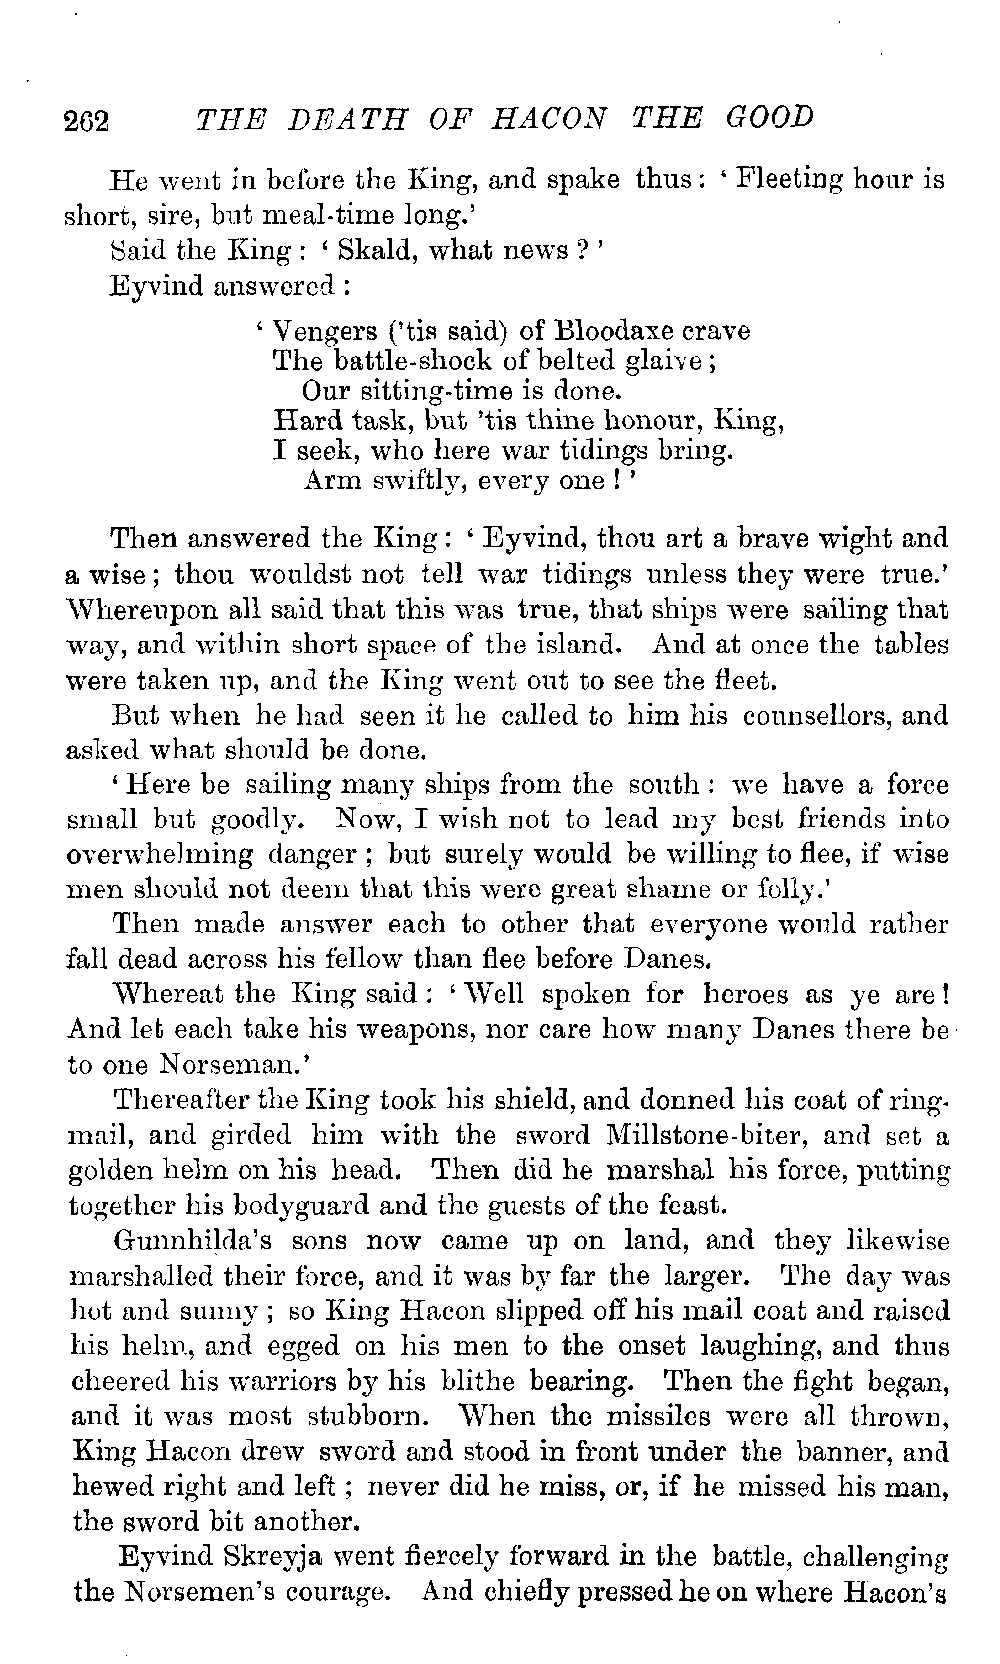 262 THE DEATH OF HACON THE GOOD
He went in before the King, and spake thus: ‘ Fleeting hour is
short, sire, but meal-time long.’
Said the King : ‘ Skald, what news ? ’
Eyvind answered :
‘ Vengers (’tis said) of Bloodaxe crave
The battle-shock of belted glaive ;
Our sitting-time is done.
Hard task, but ’tis thine honour, King,
I seek, who here war tidings bring.
Arm swiftly, every one ! ’
Then answered the King : ‘ Eyvind, thou art a brave wight and
a wise ; thou wouldst not tell war tidings unless they were true.’
Whereupon all said that this was true, that ships were sailing that
way, and within short space of the island. And at once the tables
were taken up, and the King went out to see the fleet.
But when he had seen it he called to him his counsellors, and
asked what should be done.
‘ Here be sailing many ships from the south : we have a force
small but goodly. Now, I wish not to lead my best friends into
overwhelming danger ; but surely would be willing to flee, if wise
men should not deem that this were great shame or folly.’
Then made answer each to other that everyone would rather
fall dead across his fellow than flee before Danes.
Whereat the King said : ‘ Well spoken for heroes as ye are !
And let each take his weapons, nor care how many Danes there be
to one Norseman.’
Thereafter the King took his shield, and donned his coat of ring-
mail, and girded him with the sword Millstone-biter, and set a
golden helm on his head. Then did he marshal his force, putting
together his bodyguard and the guests of the feast.
Gunnhilda’s sons now came up on land, and they likewise
marshalled their force, and it was by far the larger. The day was
hot and sunny ; so King Hacon slipped off his mail coat and raised
his helm, and egged on his men to the onset laughing, and thus
cheered his warriors by his blithe bearing. Then the fight began,
and it was most stubborn. When the missiles were all thrown,
King Hacon drew sword and stood in front under the banner, and
hewed right and left ; never did he miss, or, if he missed his man,
the sword bit another.
Eyvind Skreyja went fiercely forward in the battle, challenging
the Norsemen’s courage. And chiefly pressed he on where Hacon’s